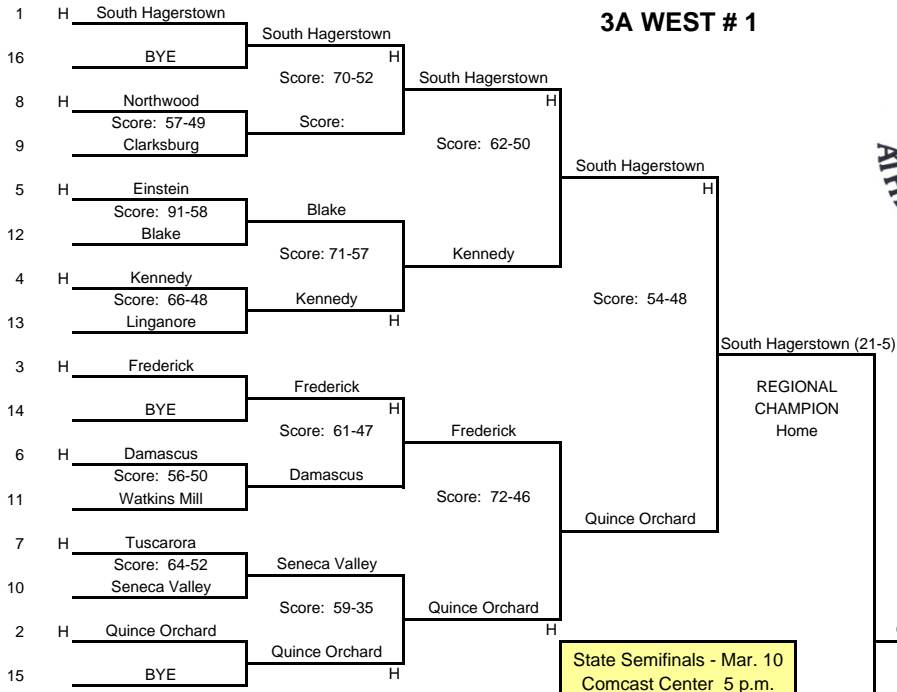 3A WEST # 1
1 H South Hagerstown
South Hagerstown
16 BYE
H
Score: 70-52
South Hagerstown
8 H Northwood
H
Score: 57-49
Score:
9 Clarksburg
Score: 62-50
South Hagerstown
5 H Einstein
H
Score: 91-58
Blake
12 Blake
Score: 71-57
Kennedy
4 H Kennedy
Score: 66-48
Kennedy
Score: 54-48
13 Linganore
H
South Hagerstown (21-5)
3 H Frederick
Frederick
REGIONAL
CHAMPION
Home
14 BYE
H
Score: 61-47
Frederick
6 H Damascus
Score: 56-50
Damascus
11 Watkins Mill
Score: 72-46
Quince Orchard
7 H Tuscarora
Score: 64-52
Seneca Valley
10 Seneca Valley
Score: 59-35
Quince Orchard
2 H Quince Orchard
H
Quince Orchard
15 BYE
H
State Semifinals - Mar. 10
Comcast Center 5 p.m.